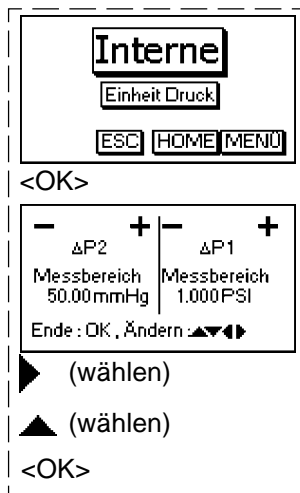 Interne
Einheit Druck
ESC HOME MENÜ
<OK>
− + − +
ΔP2 ΔP1
Messbereich Messbereich
50.00mmHg 1.000PSI
Ende : OK , Ändern :▲▼◀▶
▶ (wählen)
▲ (wählen)
<OK>